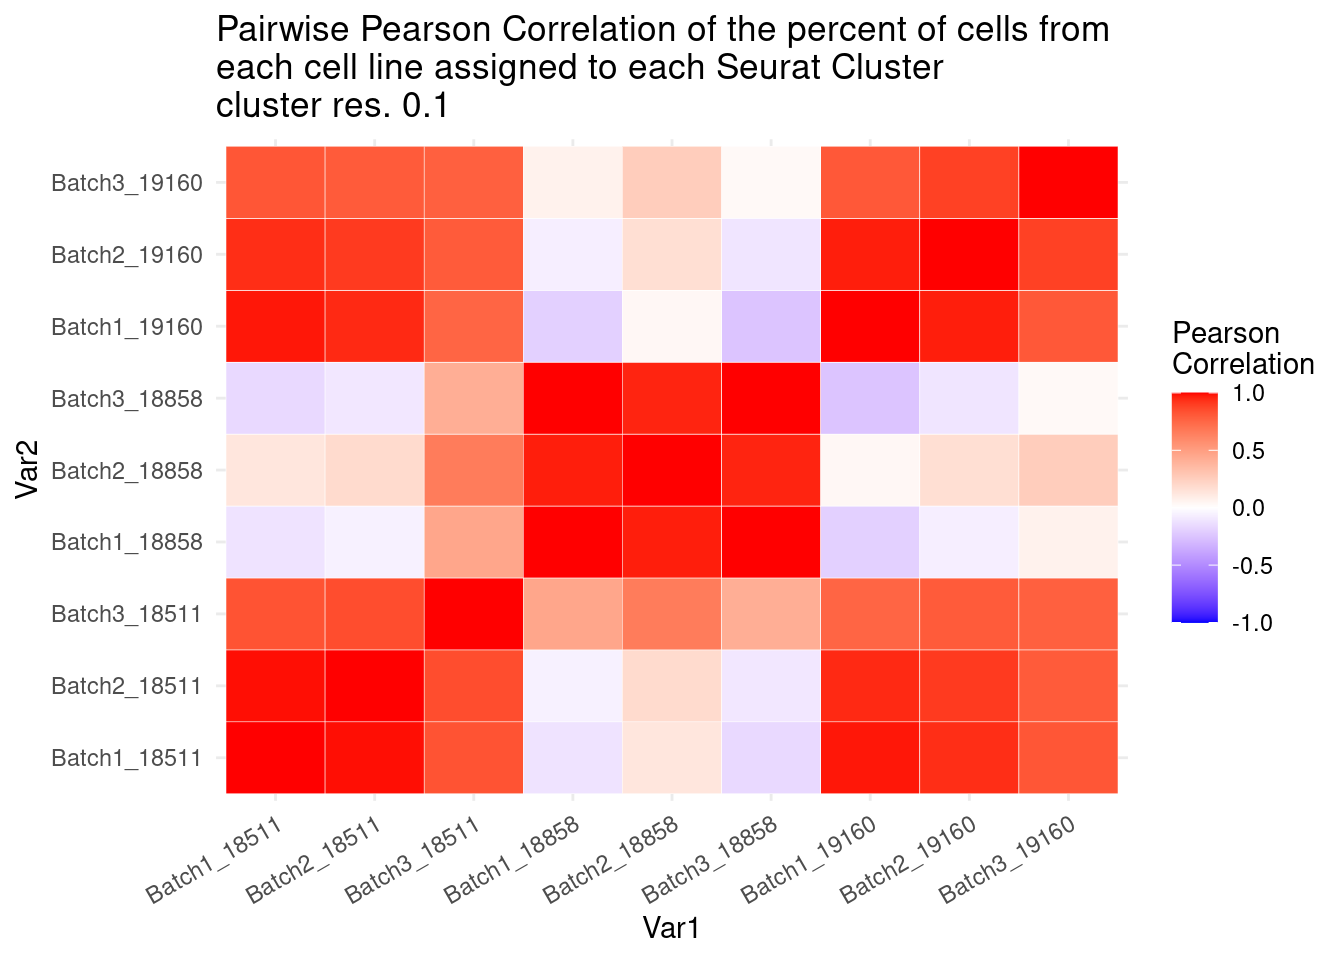 Pairwise Pearson Correlation of the percent of cells from
each cell line assigned to each Seurat Cluster
cluster res. 0.1
Batch3_19160
Batch2_19160
Batch1_19160
Batch3_18858
Batch2_18858
Batch1_18858
Batch3_18511
Batch2_18511
Batch1_18511
Var2
Batch1_18511
Batch2_18511
Batch3_18511
Batch1_18858
Batch2_18858
Batch3_18858
Batch1_19160
Batch2_19160
Batch3_19160
Var1
Pearson
Correlation
1.0
0.5
0.0
-0.5
-1.0